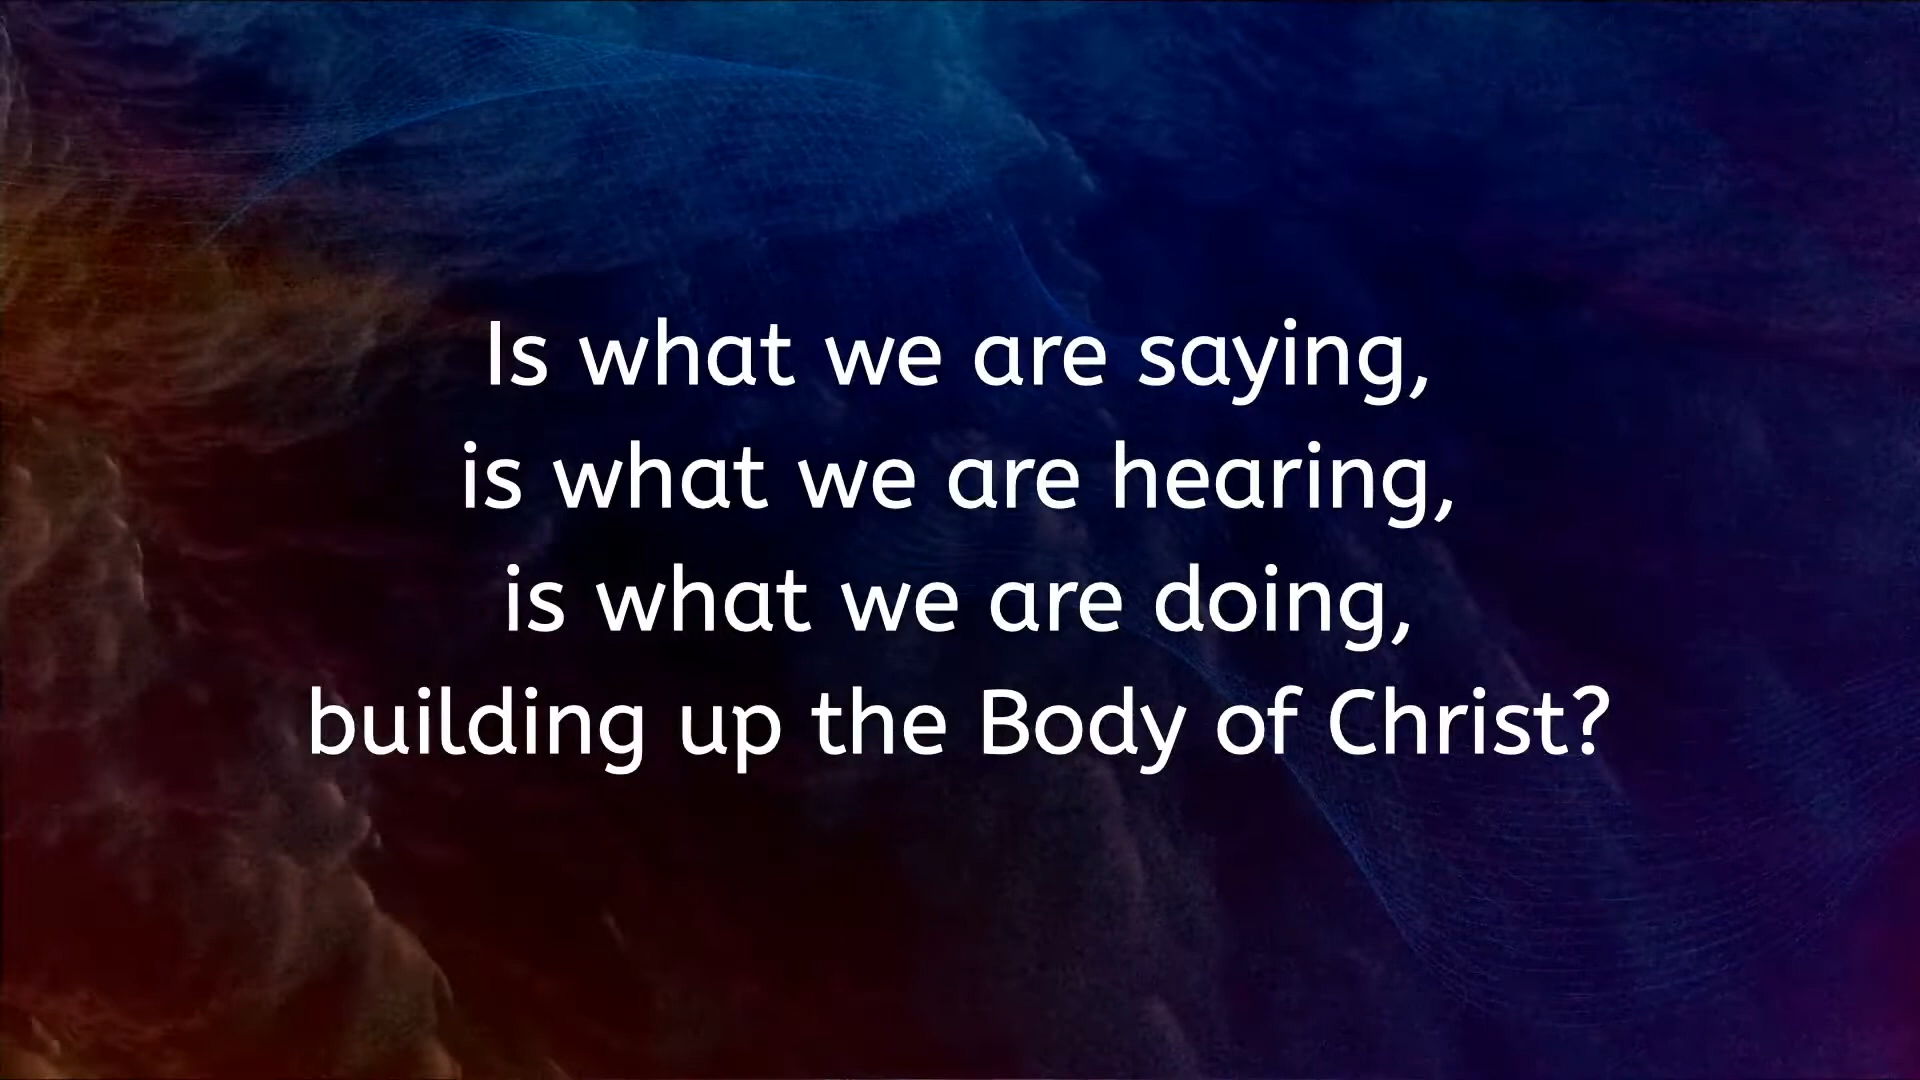 Is what we are saying,
is what we are hearing,
is what we are doing,
building up the Body of Christ?